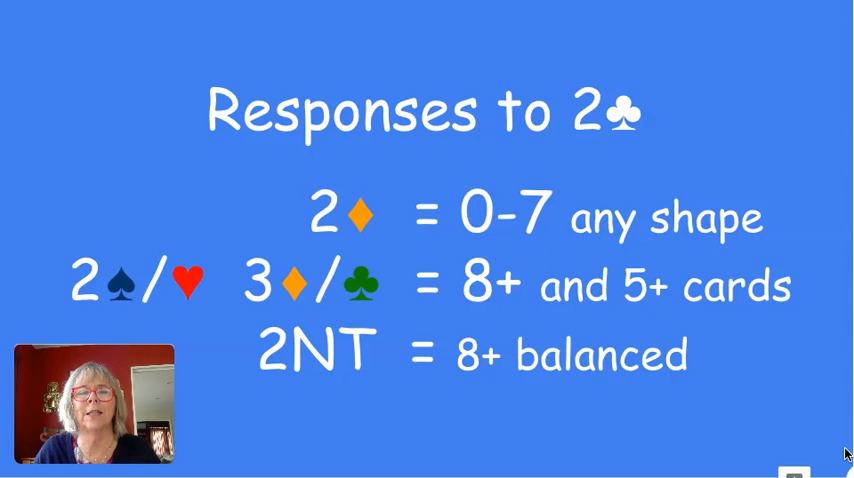 Responses to 2♣
2♦ = 0-7 any shape
2♠/♥ 3♦/♣ = 8+ and 5+ cards
2NT = 8+ balanced